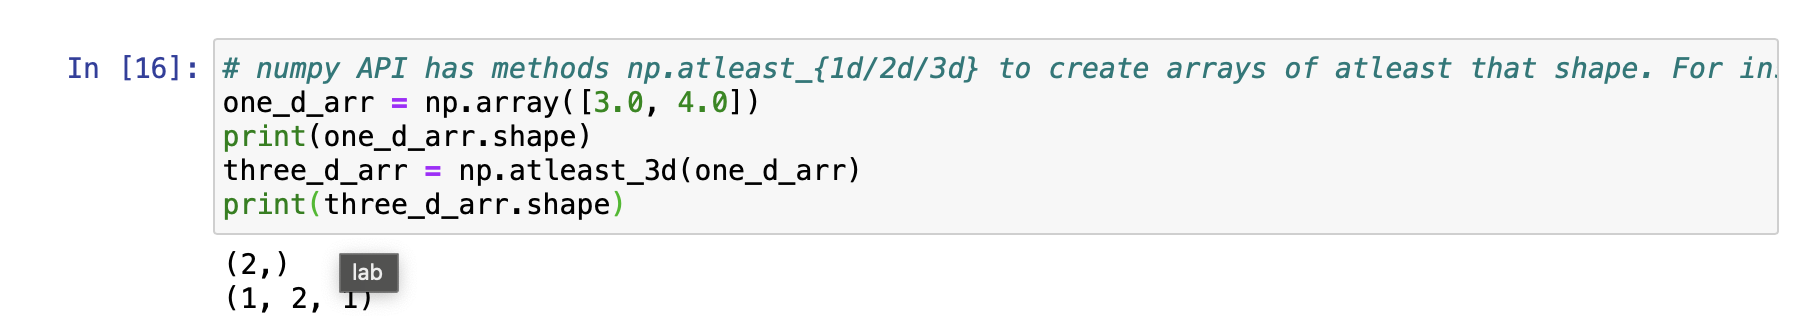 In [16]: # numpy API has methods np.atleast_{1d/2d/3d} to create arrays of atleast that shape. For
one_d_arr = np.array([3.0, 4.0])
print(one_d_arr.shape)
three_d_arr = np.atleast_3d(one_d_arr)
print(three_d_arr.shape)
(2,)
lab
(1, 2, 1)